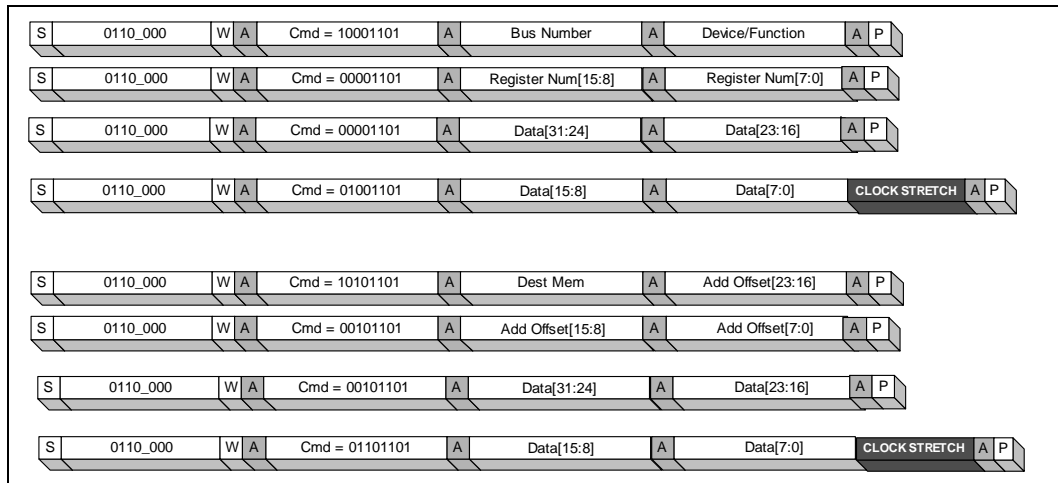 S 0110_000 W A Cmd = 10001101 A Bus Number A Device/Function A P
S 0110_000 W A Cmd = 00001101 A Register Num[15:8] A Register Num[7:0] A P
S 0110_000 W A Cmd = 00001101 A Data[31:24] A Data[23:16] A P
S 0110_000 W A Cmd = 01001101 A Data[15:8] A Data[7:0] CLOCK STRETCH A P
S 0110_000 W A Cmd = 10101101 A Dest Mem A Add Offset[23:16] A P
S 0110_000 W A Cmd = 00101101 A Add Offset[15:8] A Add Offset[7:0] A P
S 0110_000 W A Cmd = 00101101 A Data[31:24] A Data[23:16] A P
S 0110_000 W A Cmd = 01101101 A Data[15:8] A Data[7:0] CLOCK STRETCH A P